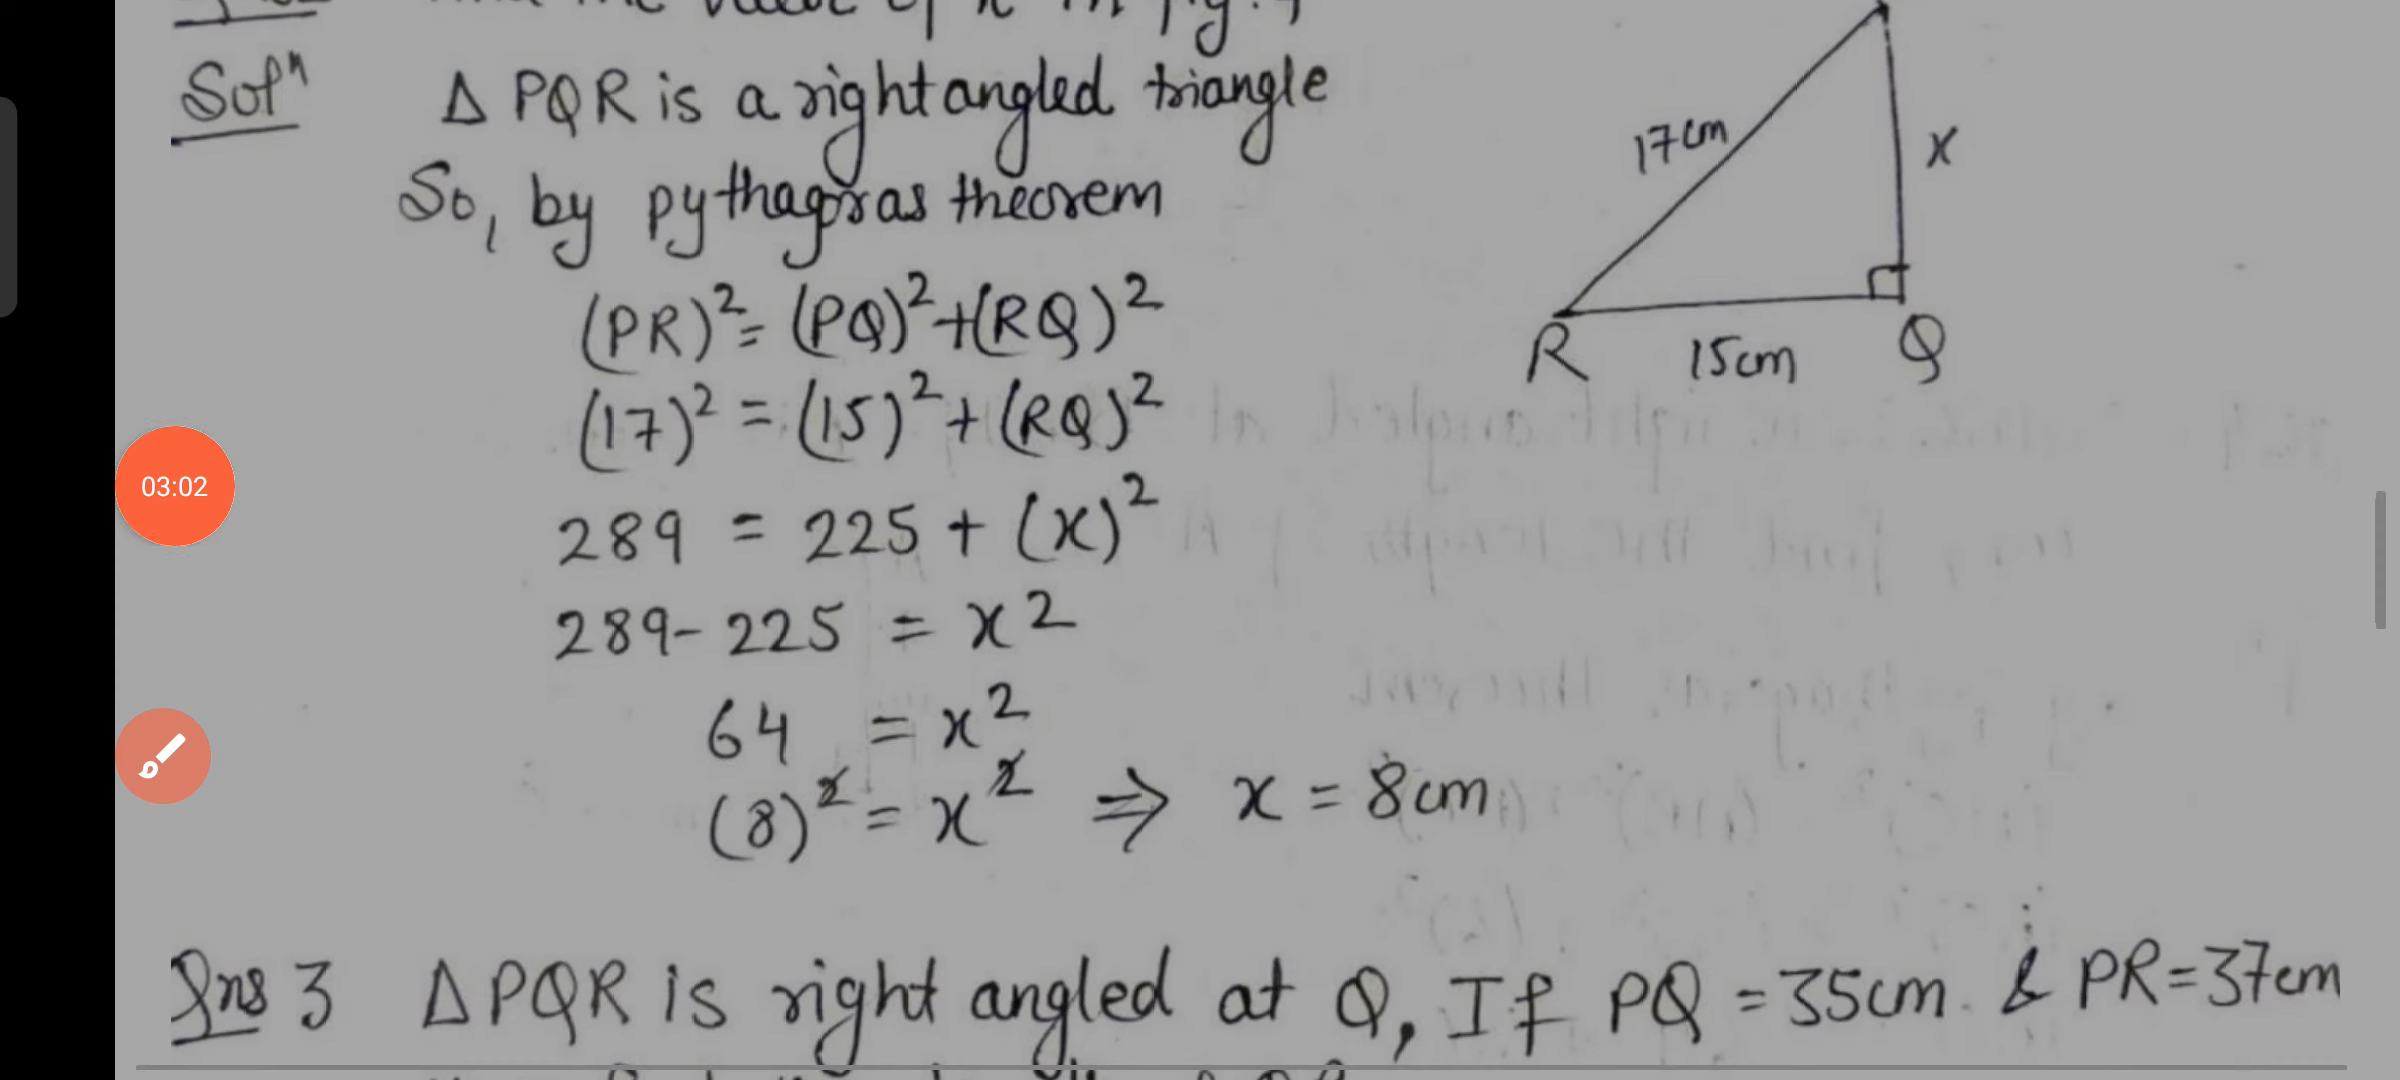 Solⁿ
Δ PQR is a right angled triangle
So, by pythagoras theorem
(PR)² = (PQ)² + (RQ)²
(17)² = (15)² + (RQ)²
289 = 225 + (x)²
289 - 225 = x²
64 = x²
(8)² = x² ⇒ x = 8cm
17cm
x
R 15cm Q
03:02
Qns 3 Δ PQR is right angled at Q, If PQ = 35cm & PR = 37cm